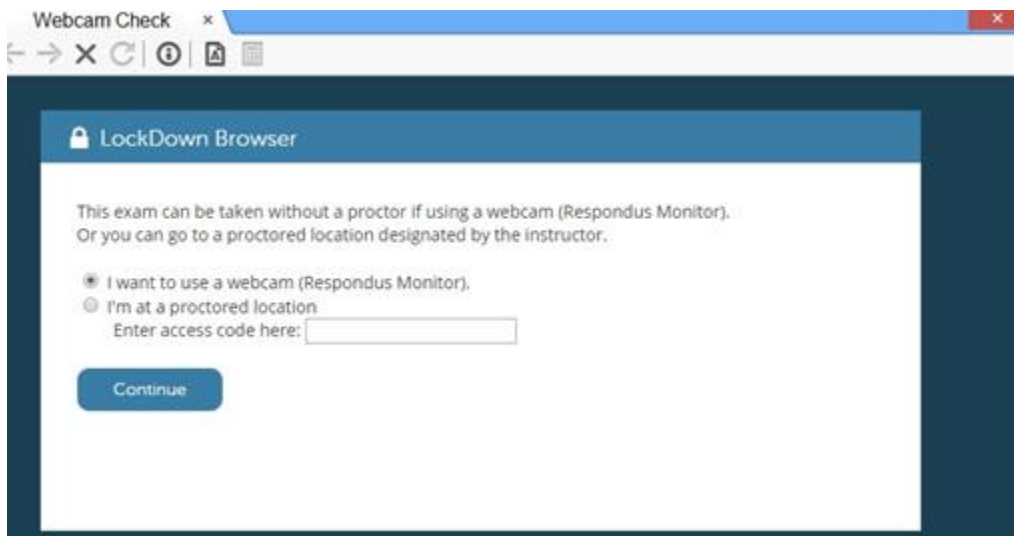 Webcam Check
LockDown Browser
This exam can be taken without a proctor if using a webcam (Respondus Monitor).
Or you can go to a proctored location designated by the instructor.
I want to use a webcam (Respondus Monitor).
I'm at a proctored location
Enter access code here:
Continue